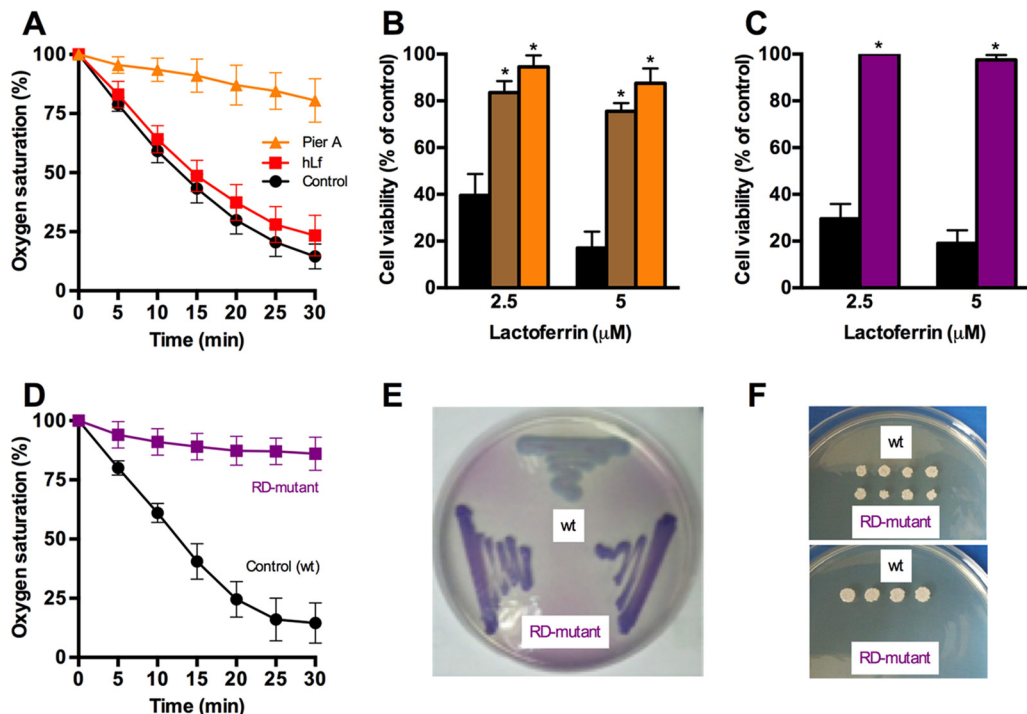 A
Oxygen saturation (%)
100
75
50
25
0
Pier A
hLf
Control
0 5 10 15 20 25 30
Time (min)
B
Cell viability (% of control)
100
80
60
40
20
0
* * * *
2.5 5
Lactoferrin (μM)
C
Cell viability (% of control)
100
80
60
40
20
0
* *
2.5 5
Lactoferrin (μM)
D
Oxygen saturation (%)
100
75
50
25
0
RD-mutant
Control (wt)
0 5 10 15 20 25 30
Time (min)
E
wt
RD-mutant
F
wt
RD-mutant
wt
RD-mutant